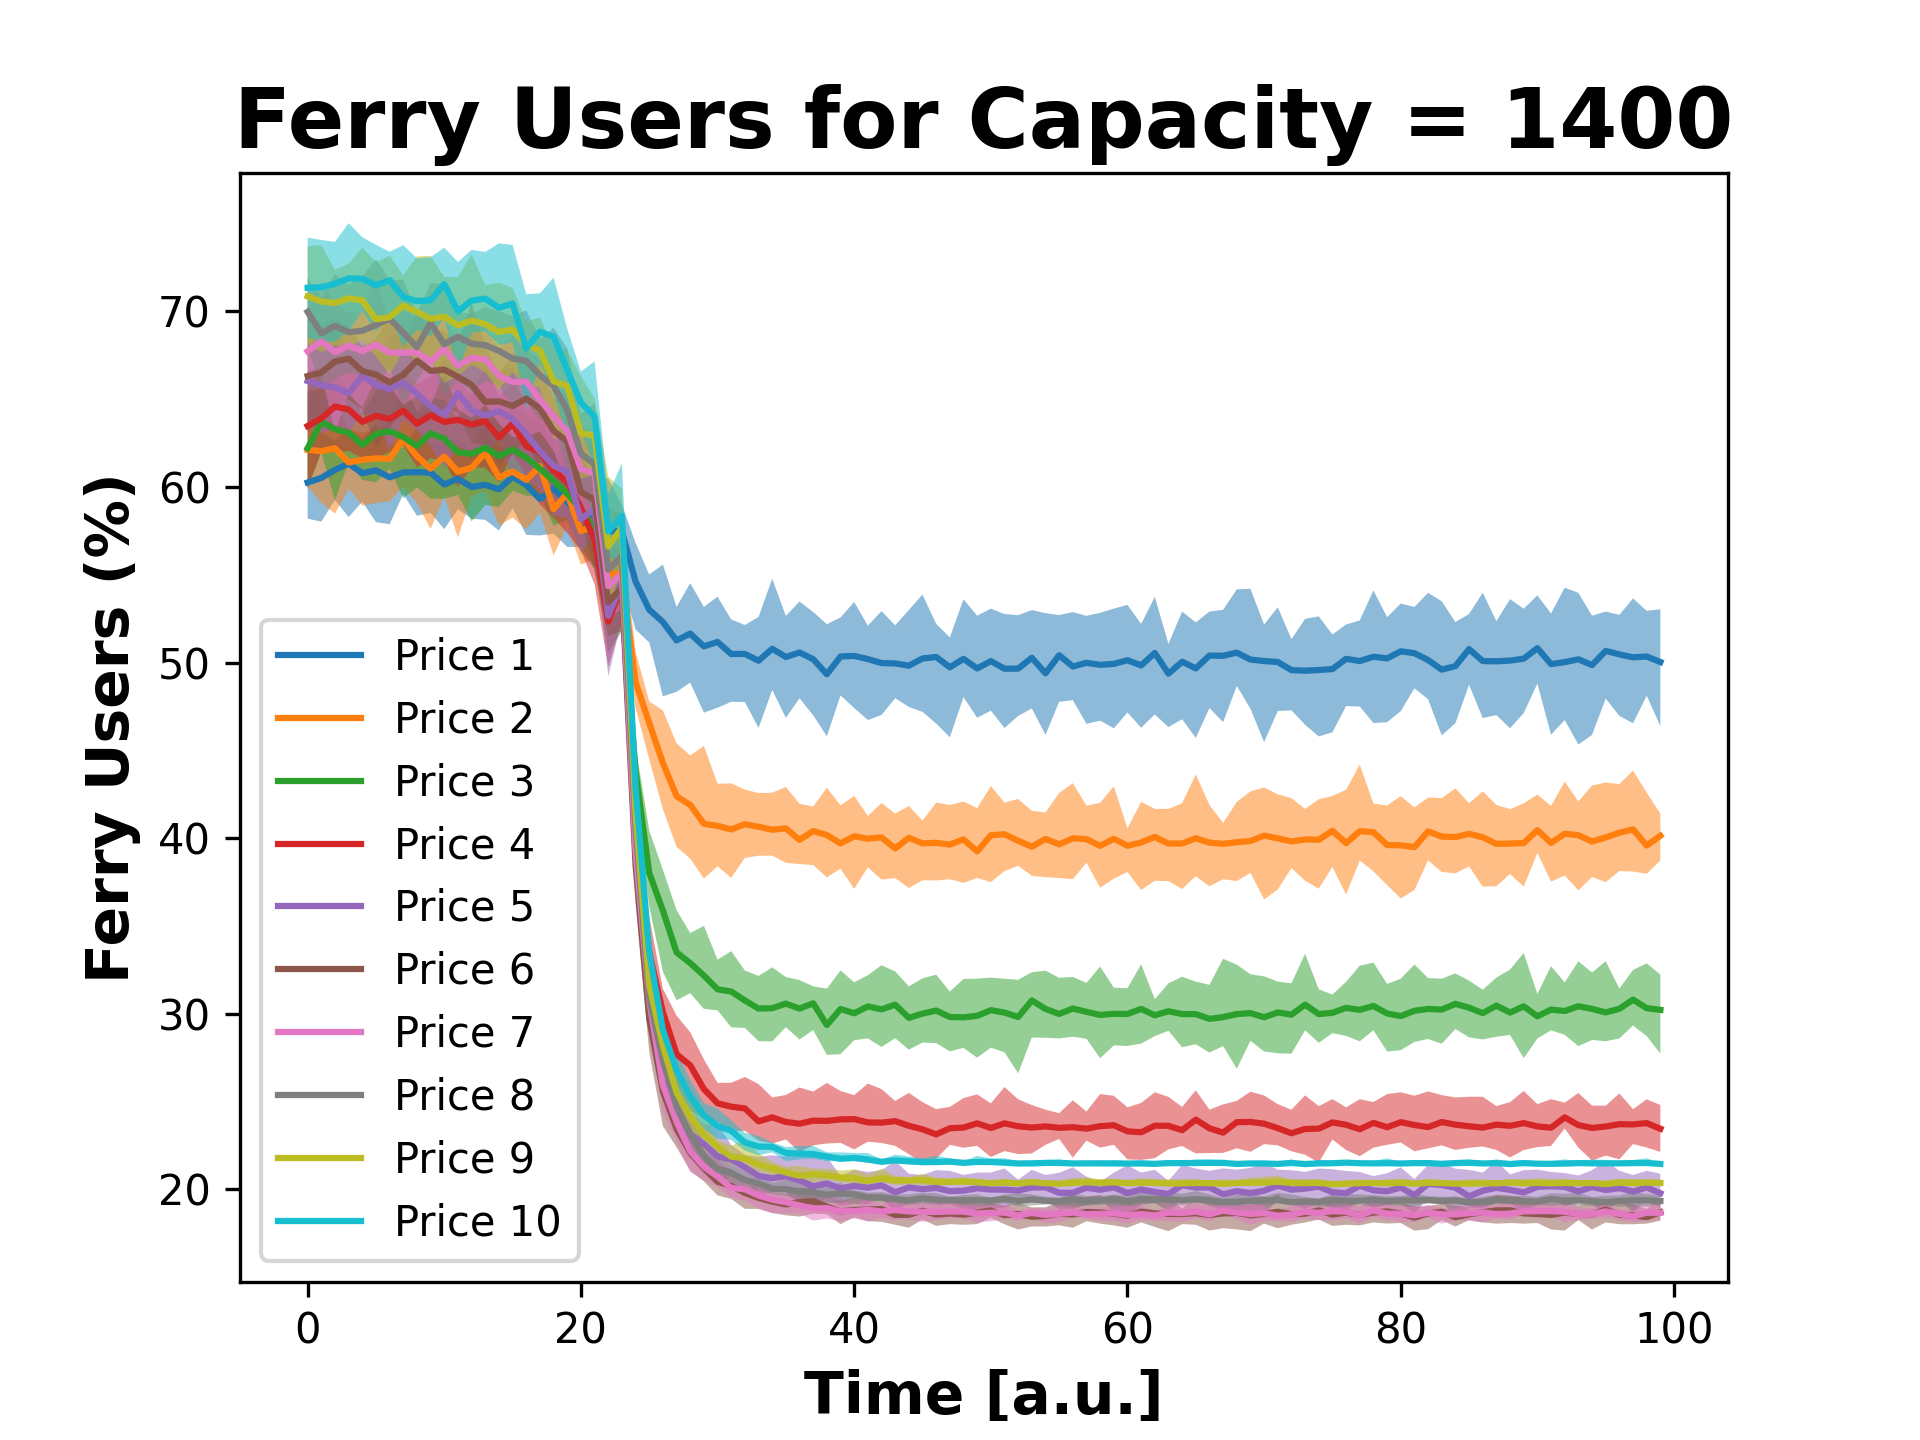 Ferry Users for Capacity = 1400
Ferry Users (%)
70
60
50
40
30
20
Price 1
Price 2
Price 3
Price 4
Price 5
Price 6
Price 7
Price 8
Price 9
Price 10
0 20 40 60 80 100
Time [a.u.]